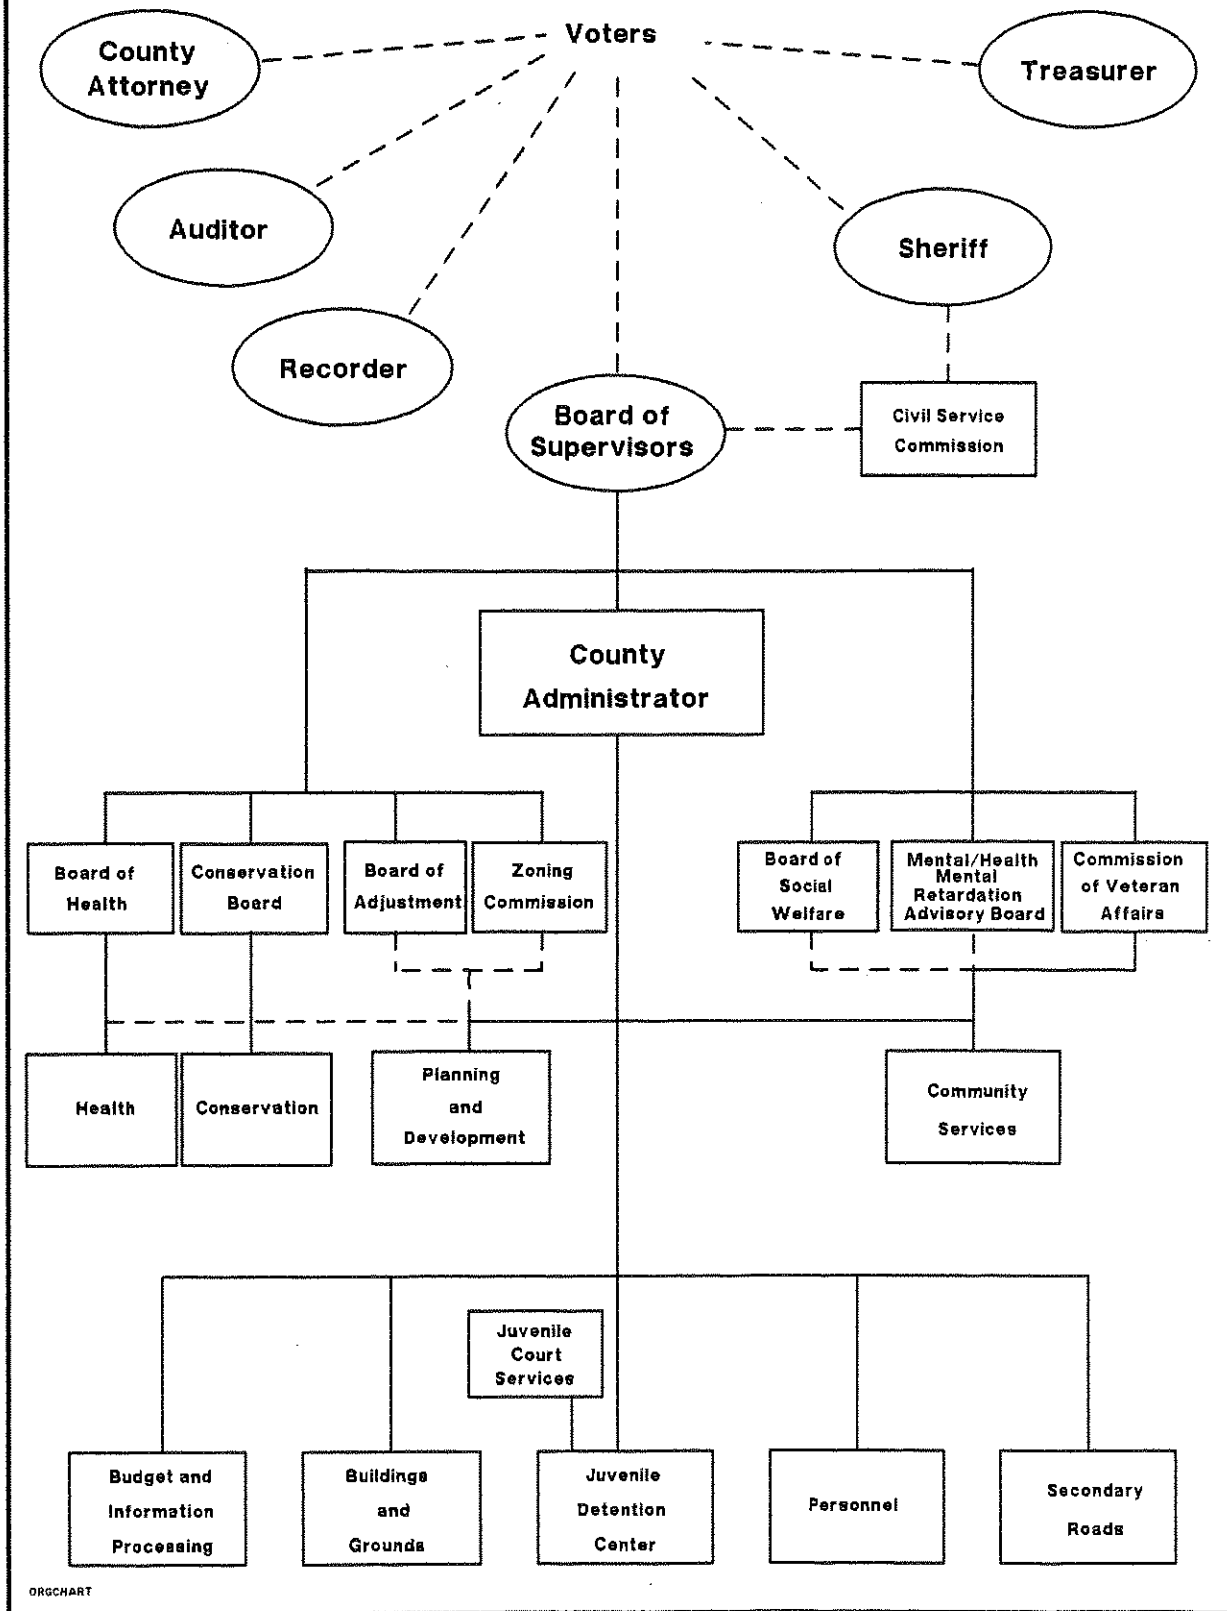 Voters
County
Attorney
Treasurer
Auditor
Sheriff
Recorder
Board of
Supervisors
Civil Service
Commission
County
Administrator
Board of
Health
Conservation
Board
Board of
Adjustment
Zoning
Commission
Board of
Social
Welfare
Mental/Health
Mental
Retardation
Advisory Board
Commission
of Veteran
Affairs
Health
Conservation
Planning
and
Development
Community
Services
Juvenile
Court
Services
Budget and
Information
Processing
Buildings
and
Grounds
Juvenile
Detention
Center
Personnel
Secondary
Roads
ORGCHART